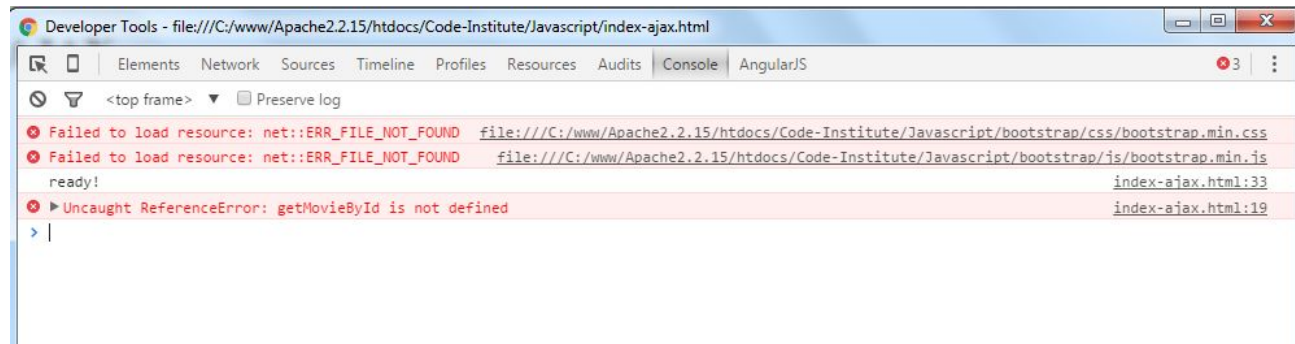 Developer Tools - file:///C:/www/Apache2.2.15/htdocs/Code-Institute/Javascript/index-ajax.html
Elements Network Sources Timeline Profiles Resources Audits Console AngularJS 3
<top frame> ▼ Preserve log
Failed to load resource: net::ERR_FILE_NOT_FOUND file:///C:/www/Apache2.2.15/htdocs/Code-Institute/Javascript/bootstrap/css/bootstrap.min.css
Failed to load resource: net::ERR_FILE_NOT_FOUND file:///C:/www/Apache2.2.15/htdocs/Code-Institute/Javascript/bootstrap/js/bootstrap.min.js
ready! index-ajax.html:33
▶Uncaught ReferenceError: getMovieById is not defined index-ajax.html:19
>